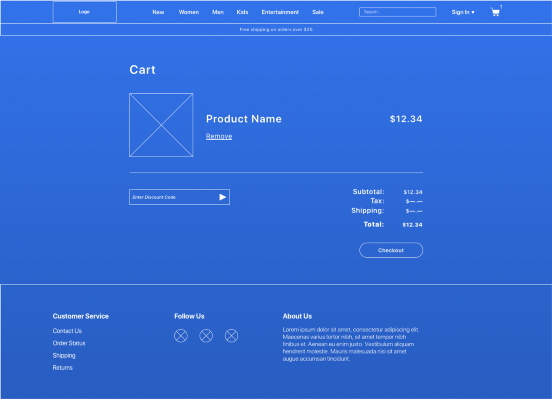 Logo
New Women Men Kids Entertainment Sale
Search...
Sign In ▾
1
Free shipping on orders over $25
Cart
Product Name
$12.34
Remove
Enter Discount Code
Subtotal: $12.34
Tax: $—.—
Shipping: $—.—
Total: $12.34
Checkout
Customer Service
Contact Us
Order Status
Shipping
Returns
Follow Us
About Us
Lorem ipsum dolor sit amet, consectetur adipiscing elit.
Maecenas varius tortor nibh, sit amet tempor nibh
finibus et. Aenean eu enim justo. Vestibulum aliquam
hendrerit molestie. Mauris malesuada nisi sit amet
augue accumsan tincidunt.